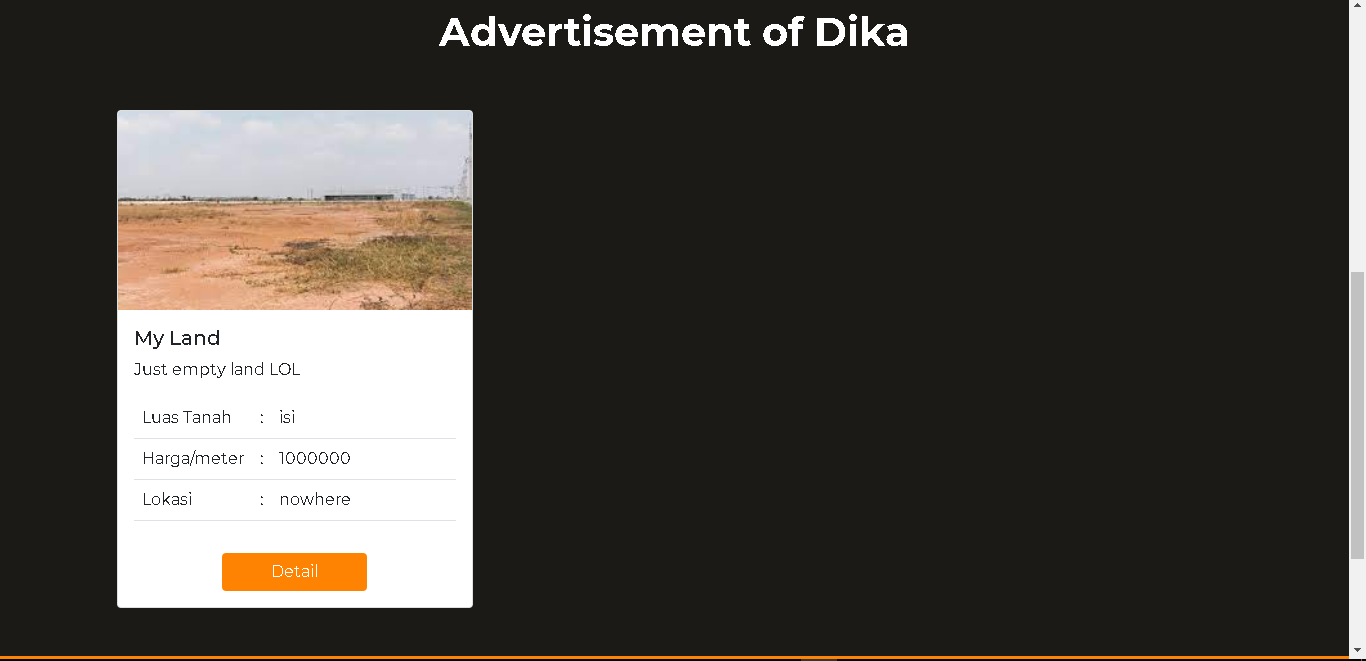 Advertisement of Dika
My Land
Just empty land LOL
Luas Tanah : isi
Harga/meter : 1000000
Lokasi : nowhere
Detail